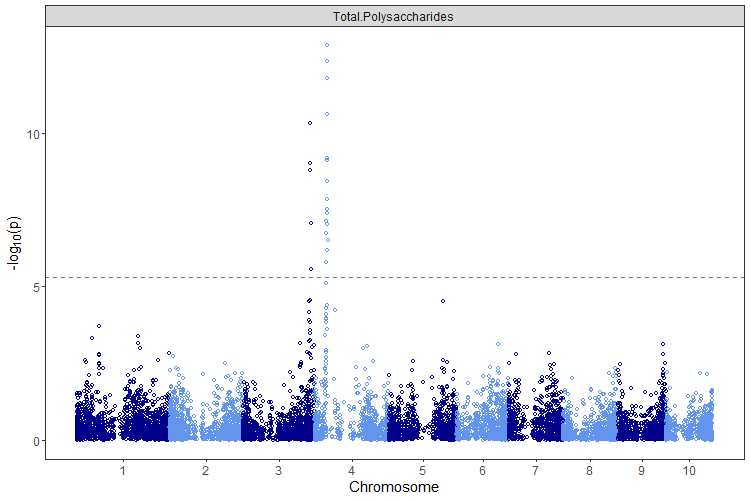 Total.Polysaccharides
10
5
0
-log10(p)
1 2 3 4 5 6 7 8 9 10
Chromosome